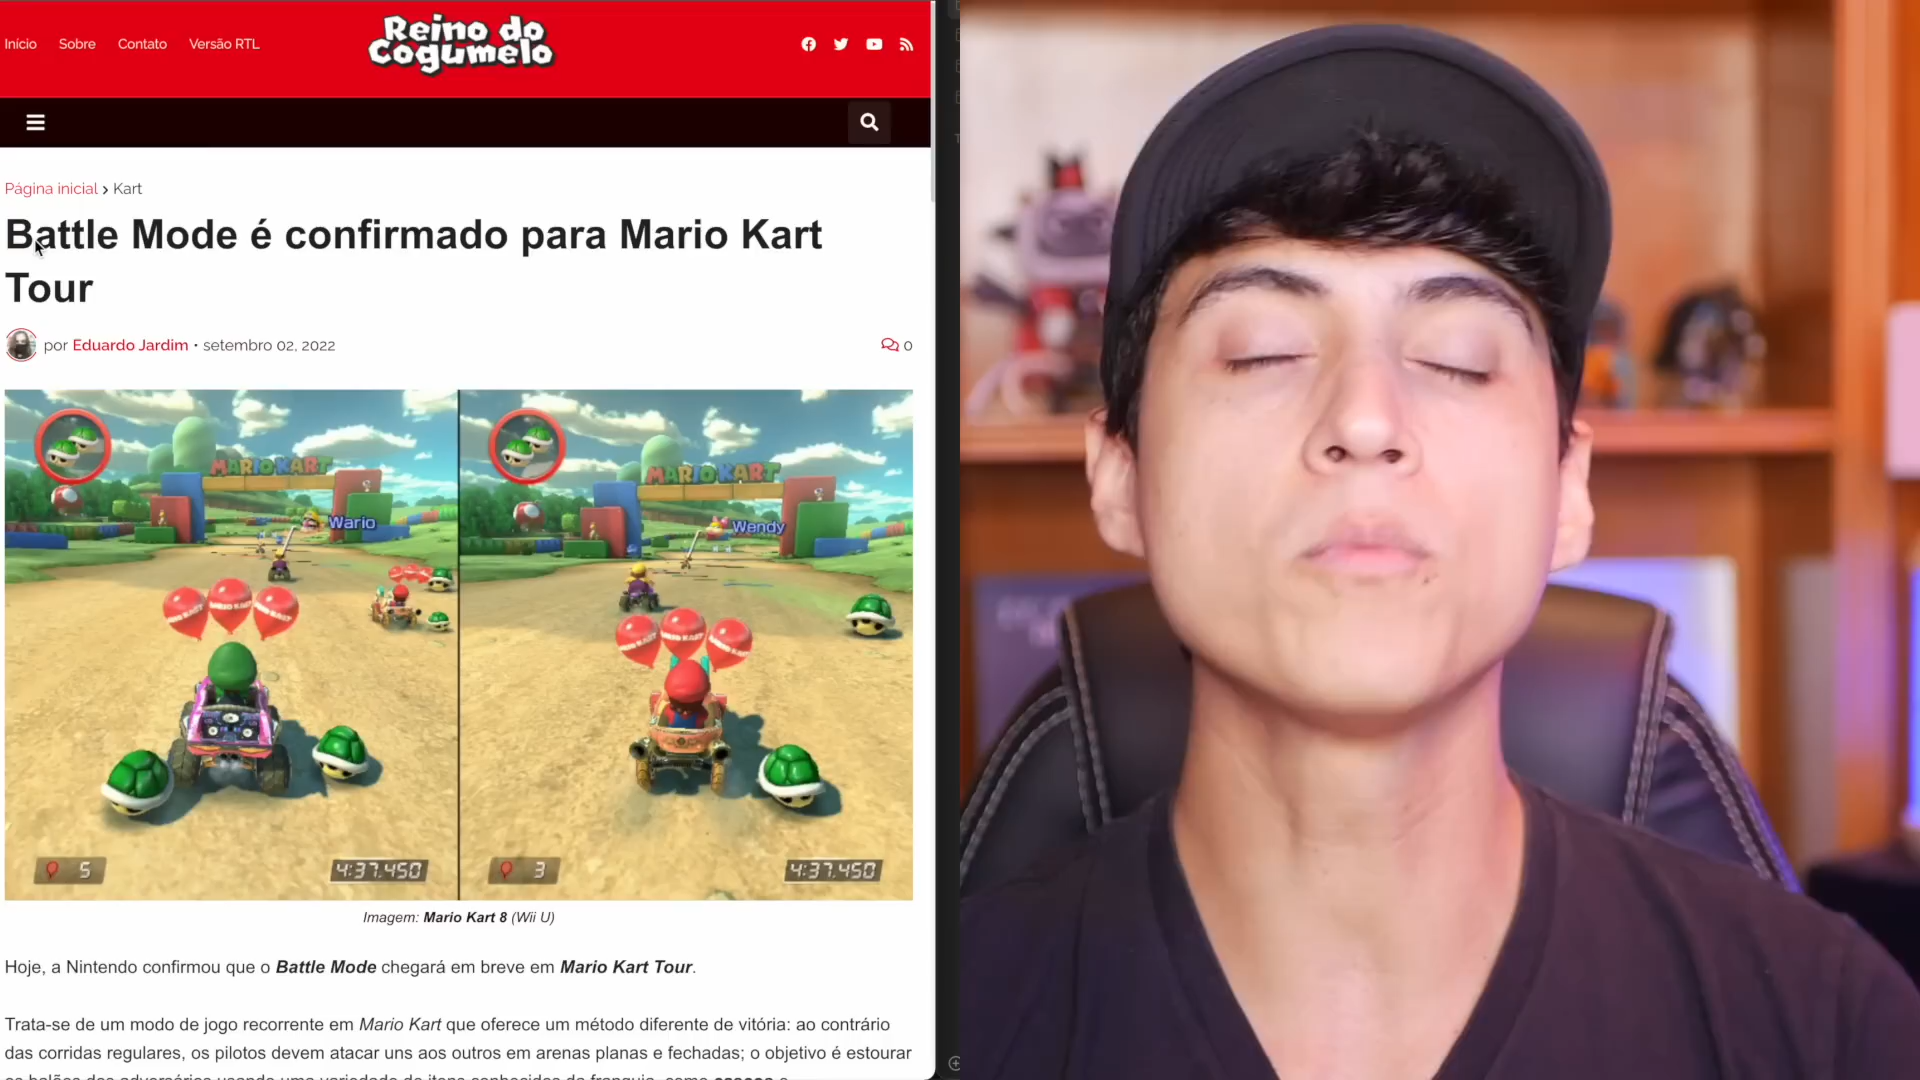 Início Sobre Contato Versão RTL
Reino do
Cogumelo
Página inicial › Kart
Battle Mode é confirmado para Mario Kart
Tour
por Eduardo Jardim • setembro 02, 2022
0
MARIO KART
MARIO KART
Wario
Wendy
5
4:37.450
3
4:37.450
Imagem: Mario Kart 8 (Wii U)
Hoje, a Nintendo confirmou que o Battle Mode chegará em breve em Mario Kart Tour.
Trata-se de um modo de jogo recorrente em Mario Kart que oferece um método diferente de vitória: ao contrário
das corridas regulares, os pilotos devem atacar uns aos outros em arenas planas e fechadas; o objetivo é estourar